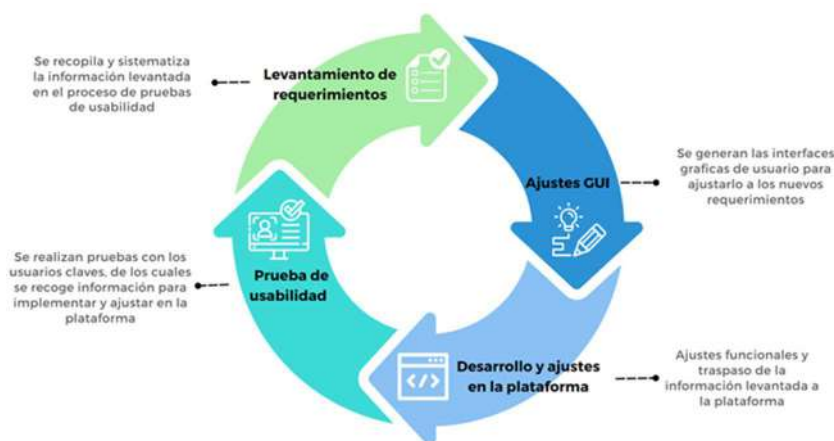 Se recopila y sistematiza
la información levantada
en el proceso de pruebas
de usabilidad
Levantamiento de
requerimientos
Ajustes GUI
Se generan las interfaces
graficas de usuario para
ajustarlo a los nuevos
requerimientos
Se realizan pruebas con los
usuarios claves, de los cuales
se recoge información para
implementar y ajustar en la
plataforma
Prueba de
usabilidad
</>
Desarrollo y ajustes
en la plataforma
Ajustes funcionales y
traspaso de la
información levantada a
la plataforma